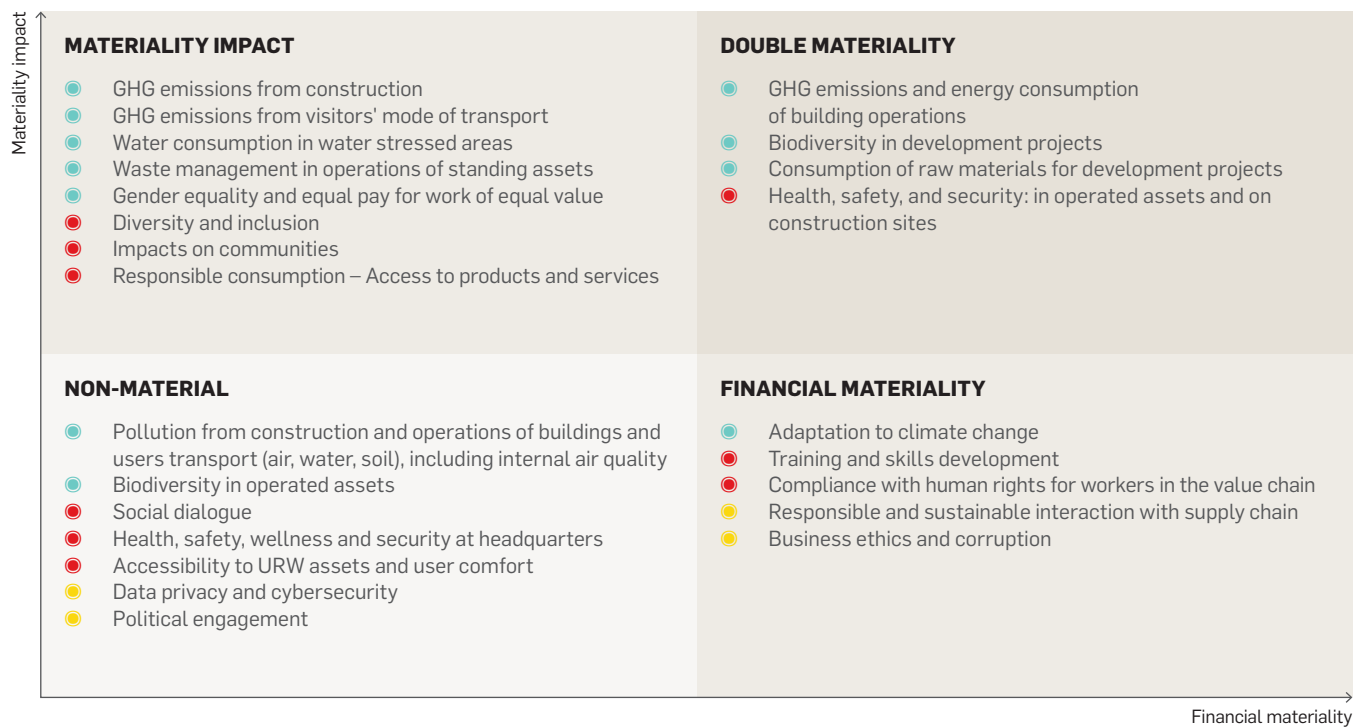 Materiality impact
MATERIALITY IMPACT
GHG emissions from construction
GHG emissions from visitors' mode of transport
Water consumption in water stressed areas
Waste management in operations of standing assets
Gender equality and equal pay for work of equal value
Diversity and inclusion
Impacts on communities
Responsible consumption – Access to products and services
DOUBLE MATERIALITY
GHG emissions and energy consumption
of building operations
Biodiversity in development projects
Consumption of raw materials for development projects
Health, safety, and security: in operated assets and on
construction sites
NON-MATERIAL
Pollution from construction and operations of buildings and
users transport (air, water, soil), including internal air quality
Biodiversity in operated assets
Social dialogue
Health, safety, wellness and security at headquarters
Accessibility to URW assets and user comfort
Data privacy and cybersecurity
Political engagement
FINANCIAL MATERIALITY
Adaptation to climate change
Training and skills development
Compliance with human rights for workers in the value chain
Responsible and sustainable interaction with supply chain
Business ethics and corruption
Financial materiality